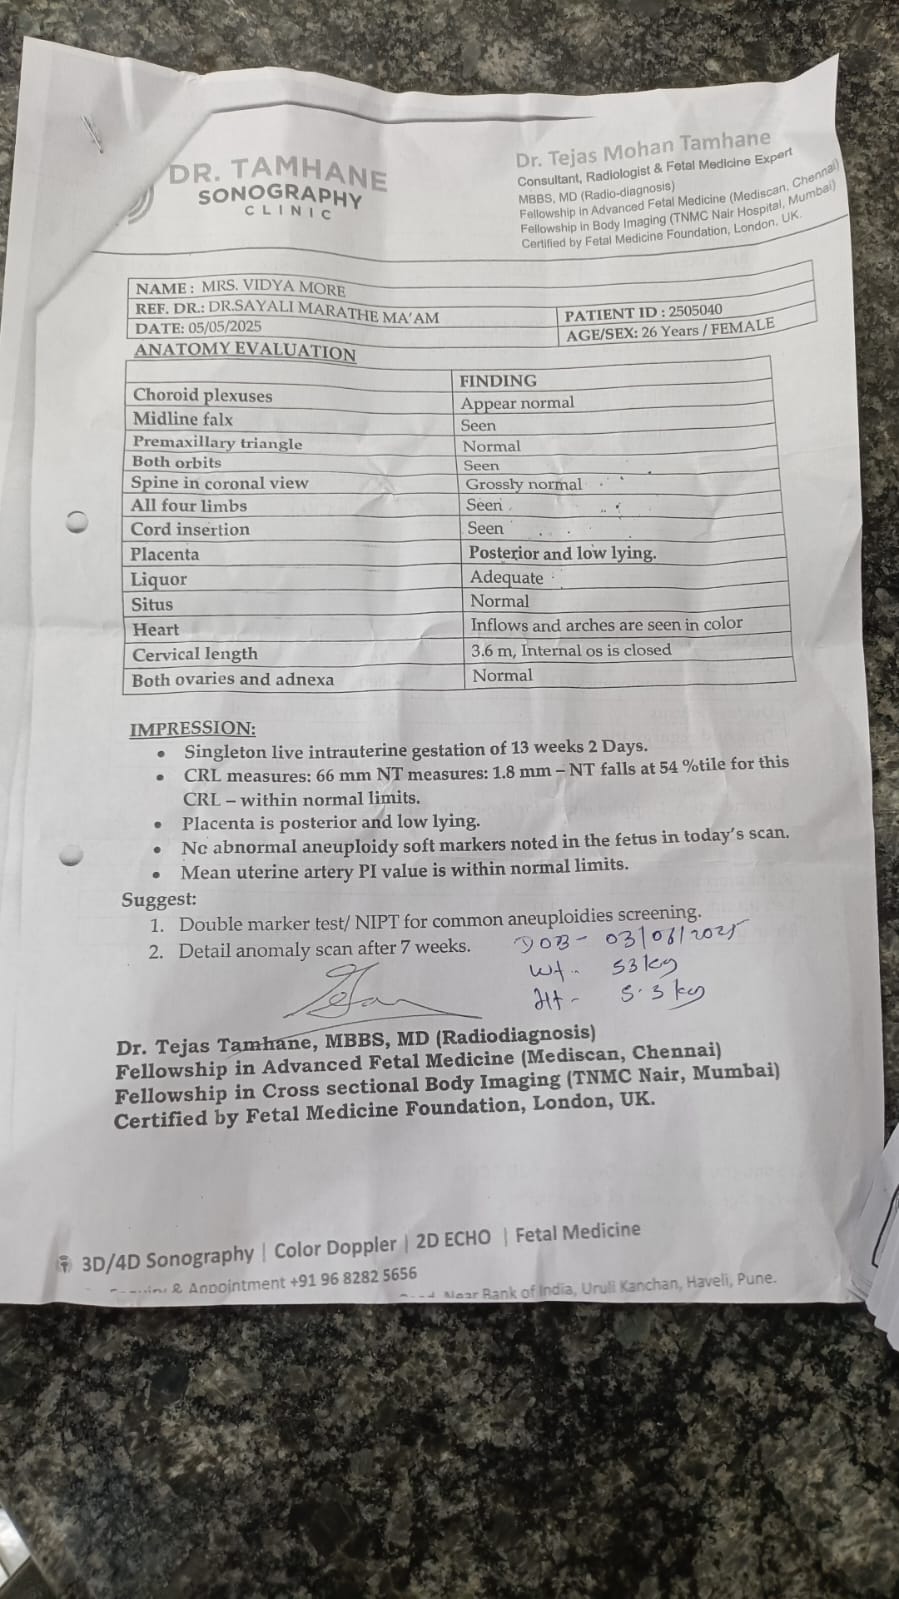 DR. TAMHANE
SONOGRAPHY
CLINIC
Dr. Tejas Mohan Tamhane
Consultant, Radiologist & Fetal Medicine Expert
MBBS, MD (Radio-diagnosis)
Fellowship in Advanced Fetal Medicine (Mediscan, Chennai)
Fellowship in Body Imaging (TNMC Nair Hospital, Mumbai)
Certified by Fetal Medicine Foundation, London, UK.
NAME : MRS. VIDYA MORE
REF. DR.: DR.SAYALI MARATHE MA'AM
PATIENT ID : 2505040
DATE: 05/05/2025
AGE/SEX: 26 Years / FEMALE
ANATOMY EVALUATION
FINDING
Choroid plexuses Appear normal
Midline falx Seen
Premaxillary triangle Normal
Both orbits Seen
Spine in coronal view Grossly normal
All four limbs Seen
Cord insertion Seen
Placenta Posterior and low lying.
Liquor Adequate
Situs Normal
Heart Inflows and arches are seen in color
Cervical length 3.6 m, Internal os is closed
Both ovaries and adnexa Normal
IMPRESSION:
• Singleton live intrauterine gestation of 13 weeks 2 Days.
• CRL measures: 66 mm NT measures: 1.8 mm – NT falls at 54 %tile for this
CRL – within normal limits.
• Placenta is posterior and low lying.
• No abnormal aneuploidy soft markers noted in the fetus in today's scan.
• Mean uterine artery PI value is within normal limits.
Suggest:
1. Double marker test/ NIPT for common aneuploidies screening.
2. Detail anomaly scan after 7 weeks.
DOB - 03/
Wt - 53 kg
Ht - 5.3 kg
Dr. Tejas Tamhane, MBBS, MD (Radiodiagnosis)
Fellowship in Advanced Fetal Medicine (Mediscan, Chennai)
Fellowship in Cross sectional Body Imaging (TNMC Nair, Mumbai)
Certified by Fetal Medicine Foundation, London, UK.
3D/4D Sonography | Color Doppler | 2D ECHO | Fetal Medicine
& Appointment +91 96 8282 5656
Near Bank of India, Uruli Kanchan, Haveli, Pune.